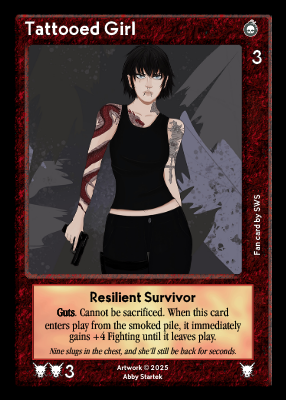 Tattooed Girl
3
Fan card by SWS
Resilient Survivor
Guts. Cannot be sacrificed. When this card
enters play from the smoked pile, it immediately
gains +4 Fighting until it leaves play.
Nine slugs in the chest, and she'll still be back for seconds.
3
Artwork © 2025
Abby Startek